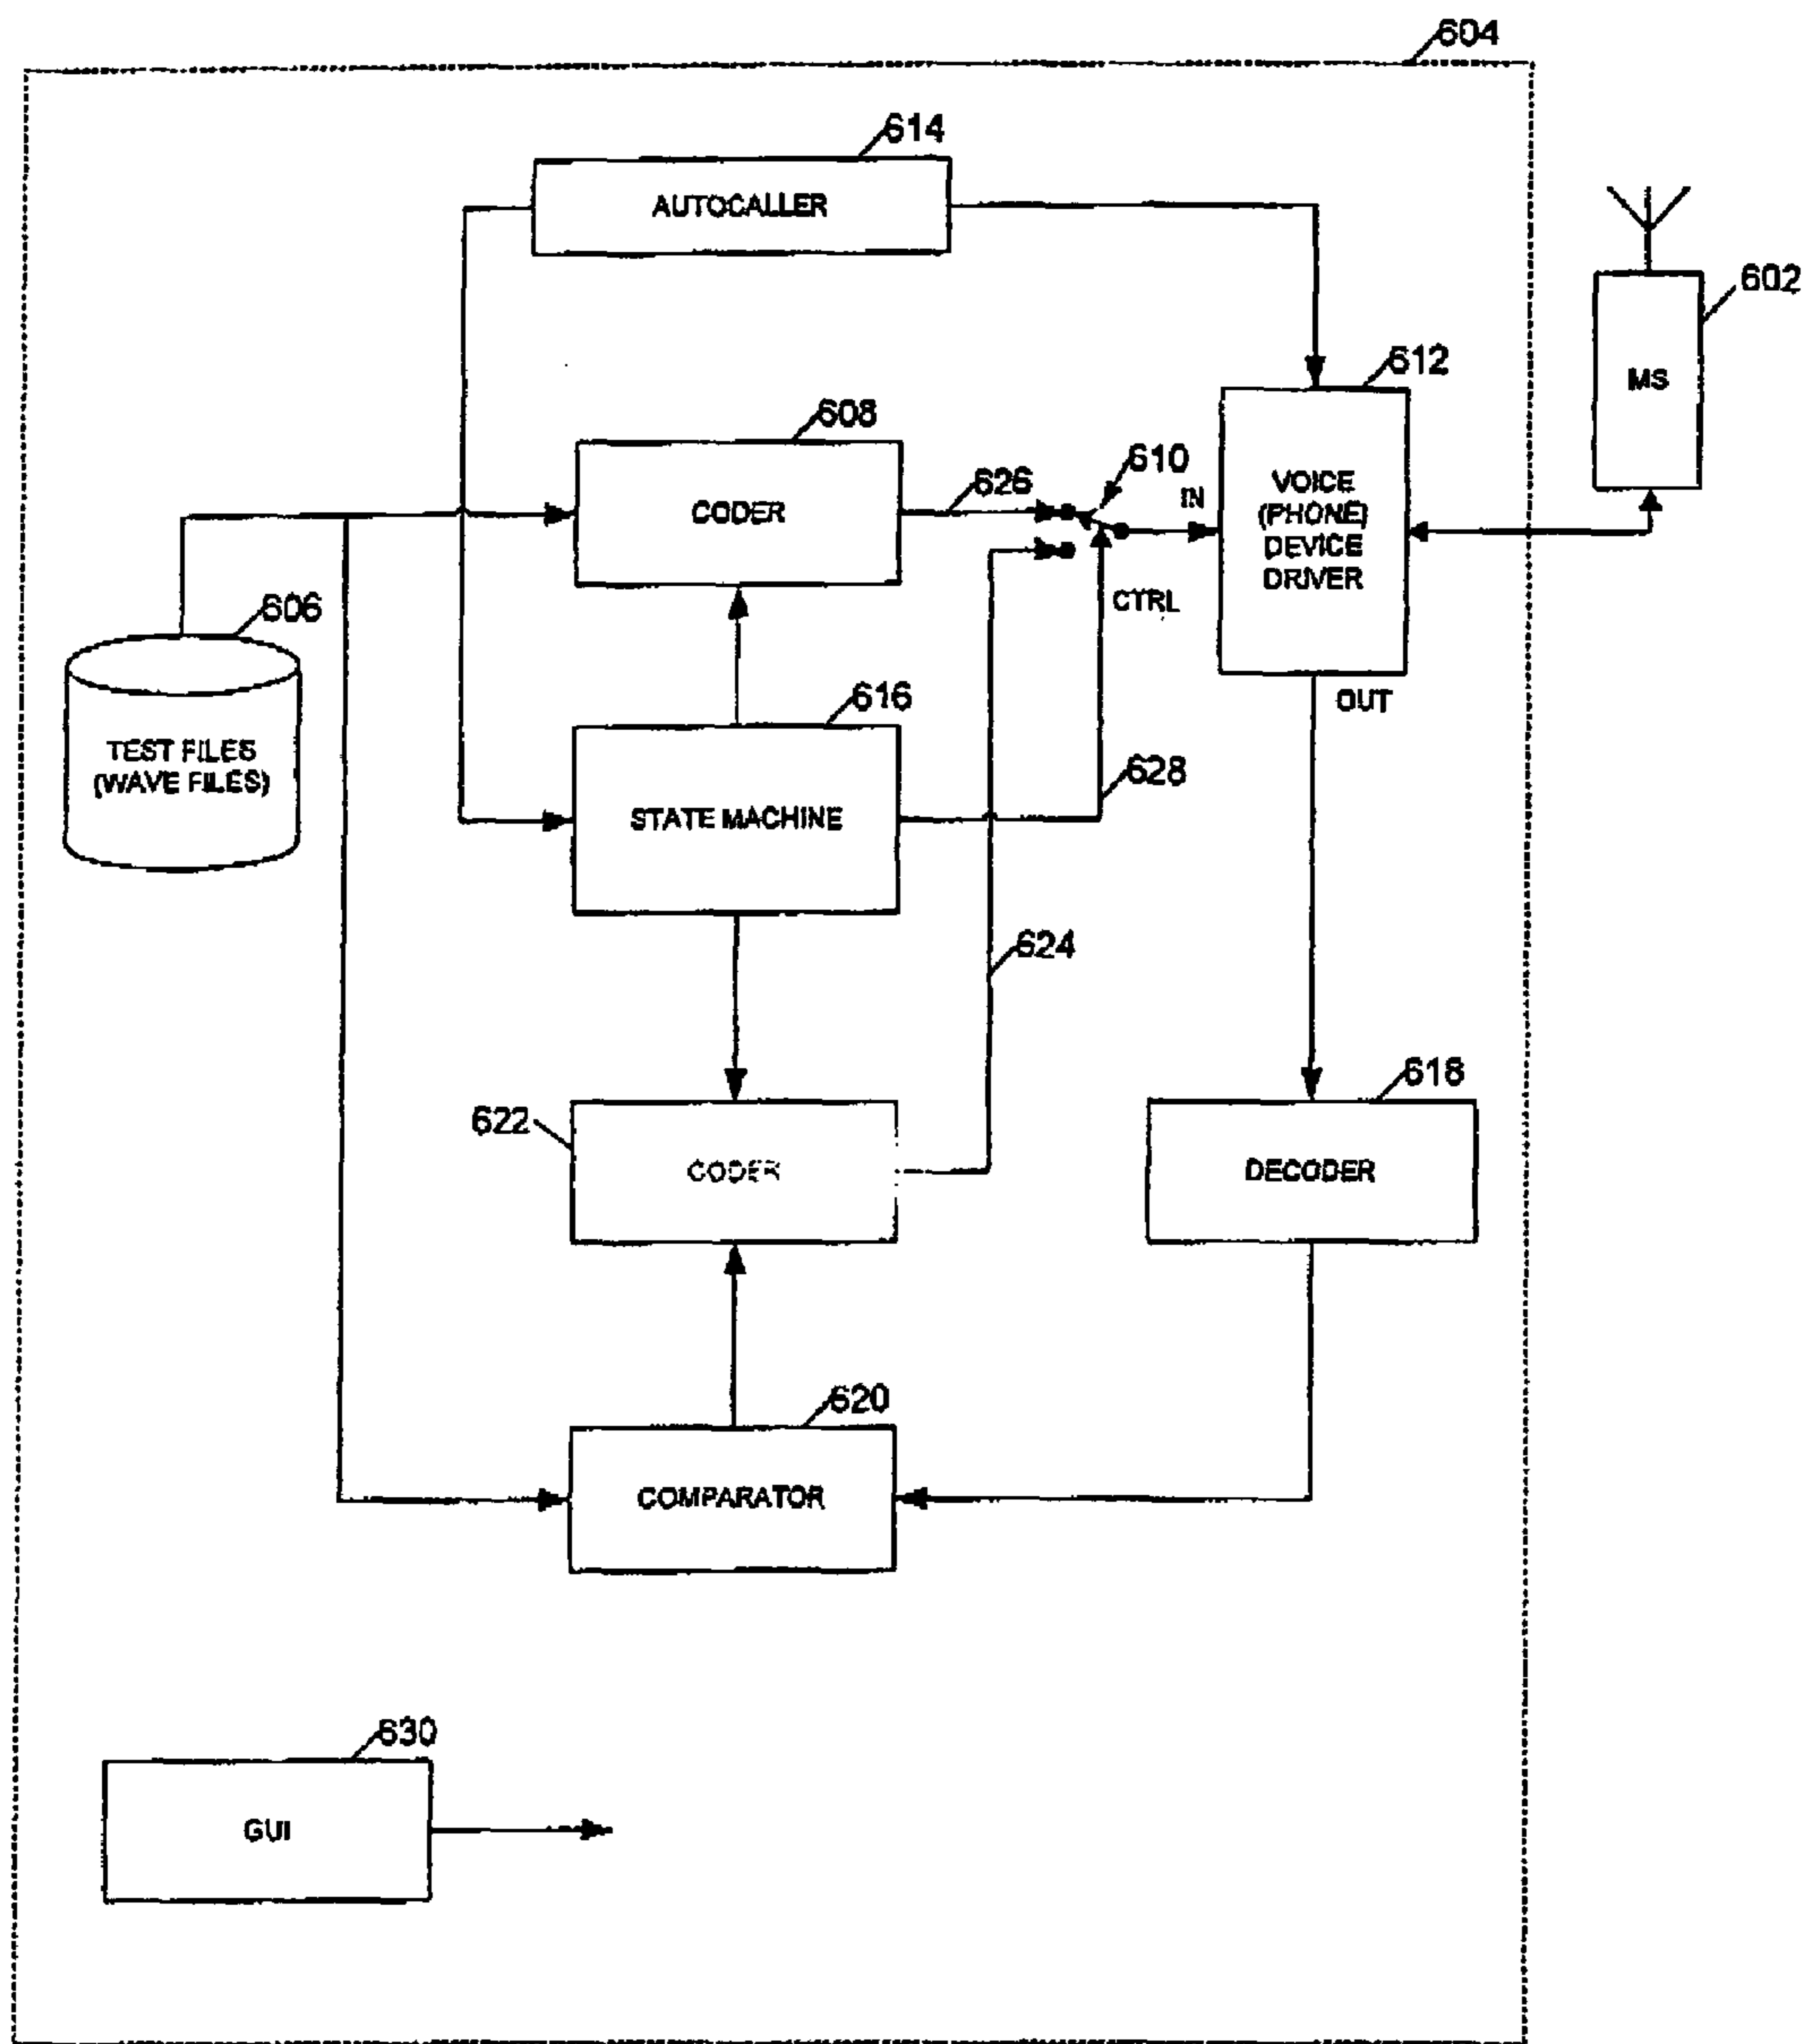 604
614
AUTOCALLER
602
MS
612
VOICE
(PHONE)
DEVICE
DRIVER
608
CODER
626
610
IN
CTRL
606
TEST FILES
(WAVE FILES)
616
STATE MACHINE
628
OUT
624
622
CODER
618
DECODER
620
COMPARATOR
630
GUI